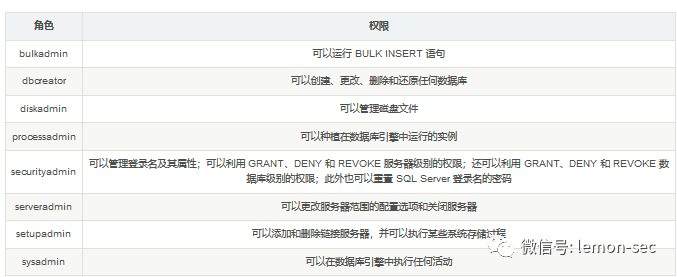 角色 权限
bulkadmin 可以运行 BULK INSERT 语句
dbcreator 可以创建、更改、删除和还原任何数据库
diskadmin 可以管理磁盘文件
processadmin 可以种植在数据库引擎中运行的实例
securityadmin 可以管理登录名及其属性；可以利用 GRANT、DENY 和 REVOKE 服务器级别的权限；还可以利用 GRANT、DENY 和 REVOKE 数
据库级别的权限；此外也可以重置 SQL Server 登录名的密码
serveradmin 可以更改服务器范围的配置选项和关闭服务器
setupadmin 可以添加和删除链接服务器，并可以执行某些系统存储过程
微信号: lemon-sec
sysadmin 可以在数据库引擎中执行任何活动